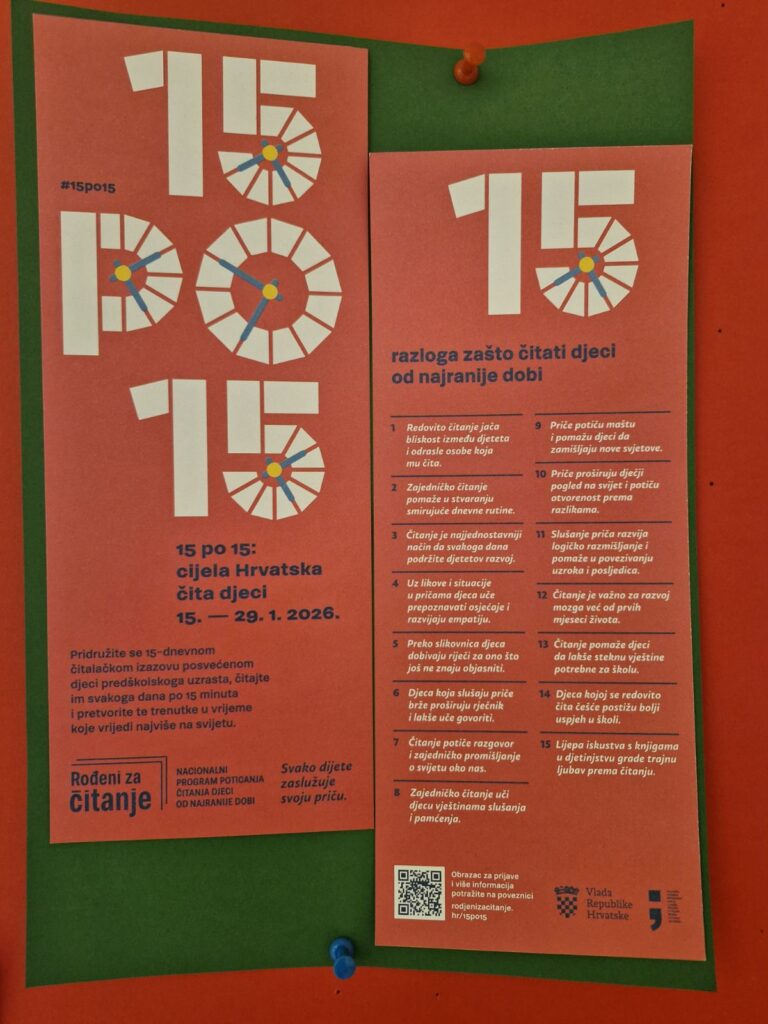 15
#15po15
po
15
15 po 15:
cijela Hrvatska
čita djeci
15. — 29. 1. 2026.
Pridružite se 15-dnevnom
čitalačkom izazovu posvećenom
djeci predškolskog uzrasta, čitajte
im svakoga dana po 15 minuta
i pretvorite te trenutke u vrijeme
koje vrijedi najviše na svijetu.
Rođeni za
čitanje
NACIONALNI
PROGRAM POTICANJA
ČITANJA DJECI
OD NAJRANIJE DOBI
Svako dijete
zaslužuje
svoju priču.
15
razloga zašto čitati djeci
od najranije dobi
1 Redovito čitanje jača
bliskost između djeteta
i odrasle osobe koja
mu čita.
2 Zajedničko čitanje
pomaže u stvaranju
smirujuće dnevne rutine.
3 Čitanje je najjednostavniji
način da svakoga dana
podržite djetetov razvoj.
4 Uz likove i situacije
u pričama djeca uče
prepoznavati osjećaje i
razvijaju empatiju.
5 Preko slikovnica djeca
dobivaju riječi za ono što
još ne znaju objasniti.
6 Djeca koja slušaju priče
brže proširuju rječnik
i lakše uče govoriti.
7 Čitanje potiče razgovor
i zajedničko promišljanje
o svijetu oko nas.
8 Zajedničko čitanje uči
djecu vještinama slušanja
i pamćenja.
9 Priče potiču maštu
i pomažu djeci da
zamišljaju nove svjetove.
10 Priče proširuju dječji
pogled na svijet i potiču
otvorenost prema
razlikama.
11 Slušanje priča razvija
logičko razmišljanje i
pomaže u povezivanju
uzroka i posljedica.
12 Čitanje je važno za razvoj
mozga već od prvih
mjeseci života.
13 Čitanje pomaže djeci
da lakše steknu vještine
potrebne za školu.
14 Djeca kojoj se redovito
čita češće postižu bolji
uspjeh u školi.
15 Lijepa iskustva s knjigama
u djetinjstvu grade trajnu
ljubav prema čitanju.
Obrazac za prijave
i više informacija
potražite na poveznici
rodjenizacitanje.
hr/15po15
Vlada
Republike
Hrvatske